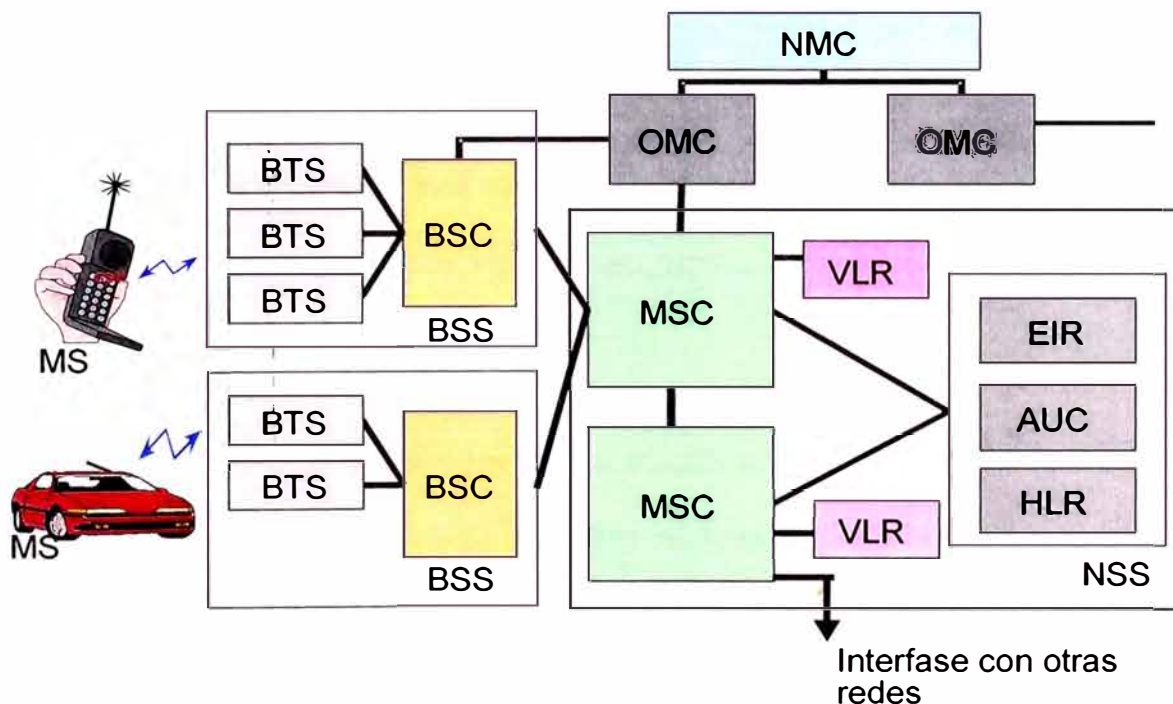 NMC
OMC
OMC
BTS
BTS
BTS
BSC
BSS
MS
BTS
BTS
BSC
BSS
MS
MSC
VLR
MSC
VLR
EIR
AUC
HLR
NSS
Interfase con otras
redes